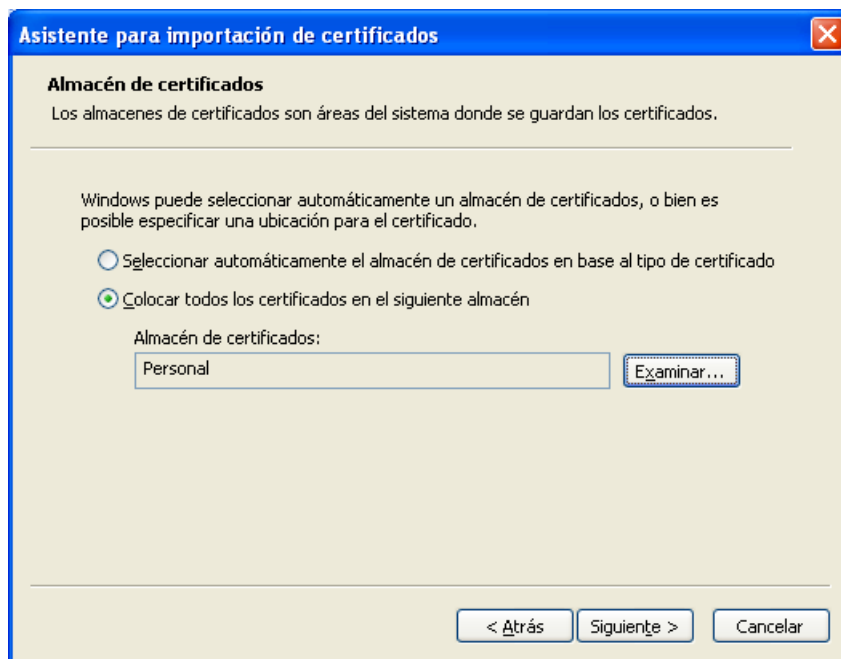 Asistente para importación de certificados
Almacén de certificados
Los almacenes de certificados son áreas del sistema donde se guardan los certificados.
Windows puede seleccionar automáticamente un almacén de certificados, o bien es
posible especificar una ubicación para el certificado.
Seleccionar automáticamente el almacén de certificados en base al tipo de certificado
Colocar todos los certificados en el siguiente almacén
Almacén de certificados:
Personal
Examinar...
< Atrás
Siguiente >
Cancelar